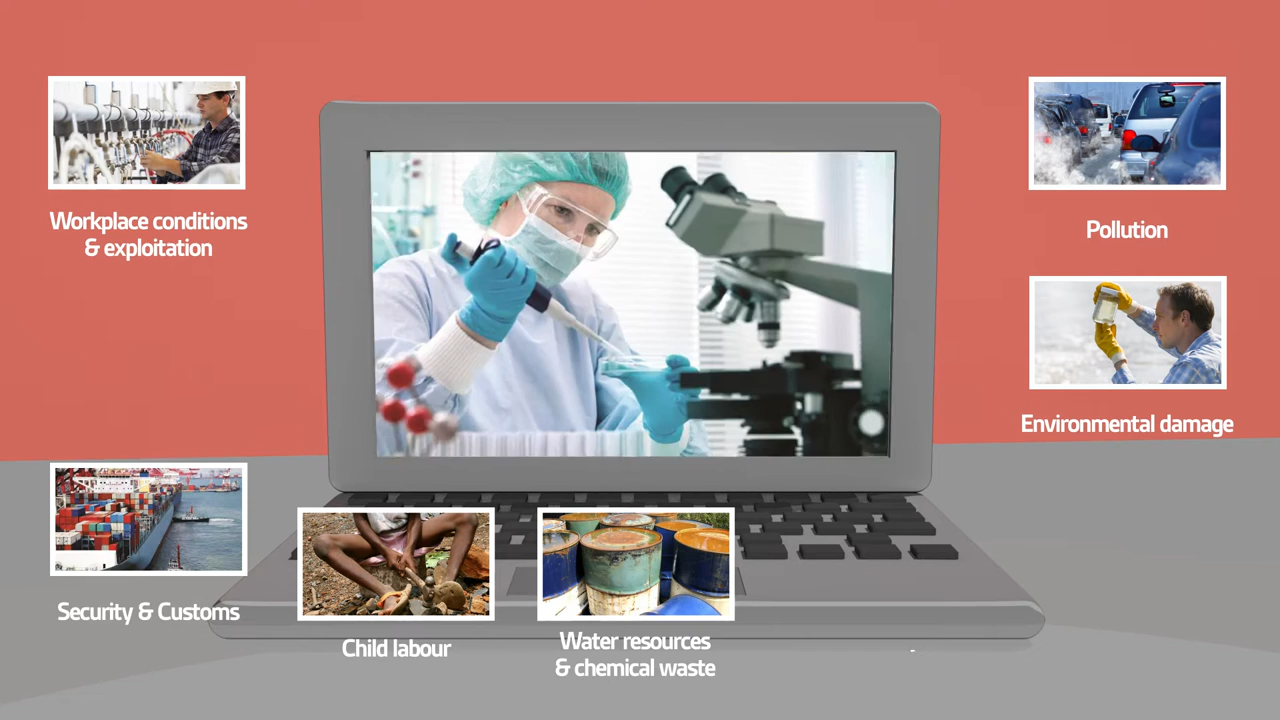 Workplace conditions
& exploitation
Pollution
Environmental damage
Security & Customs
Child labour
Water resources
& chemical waste